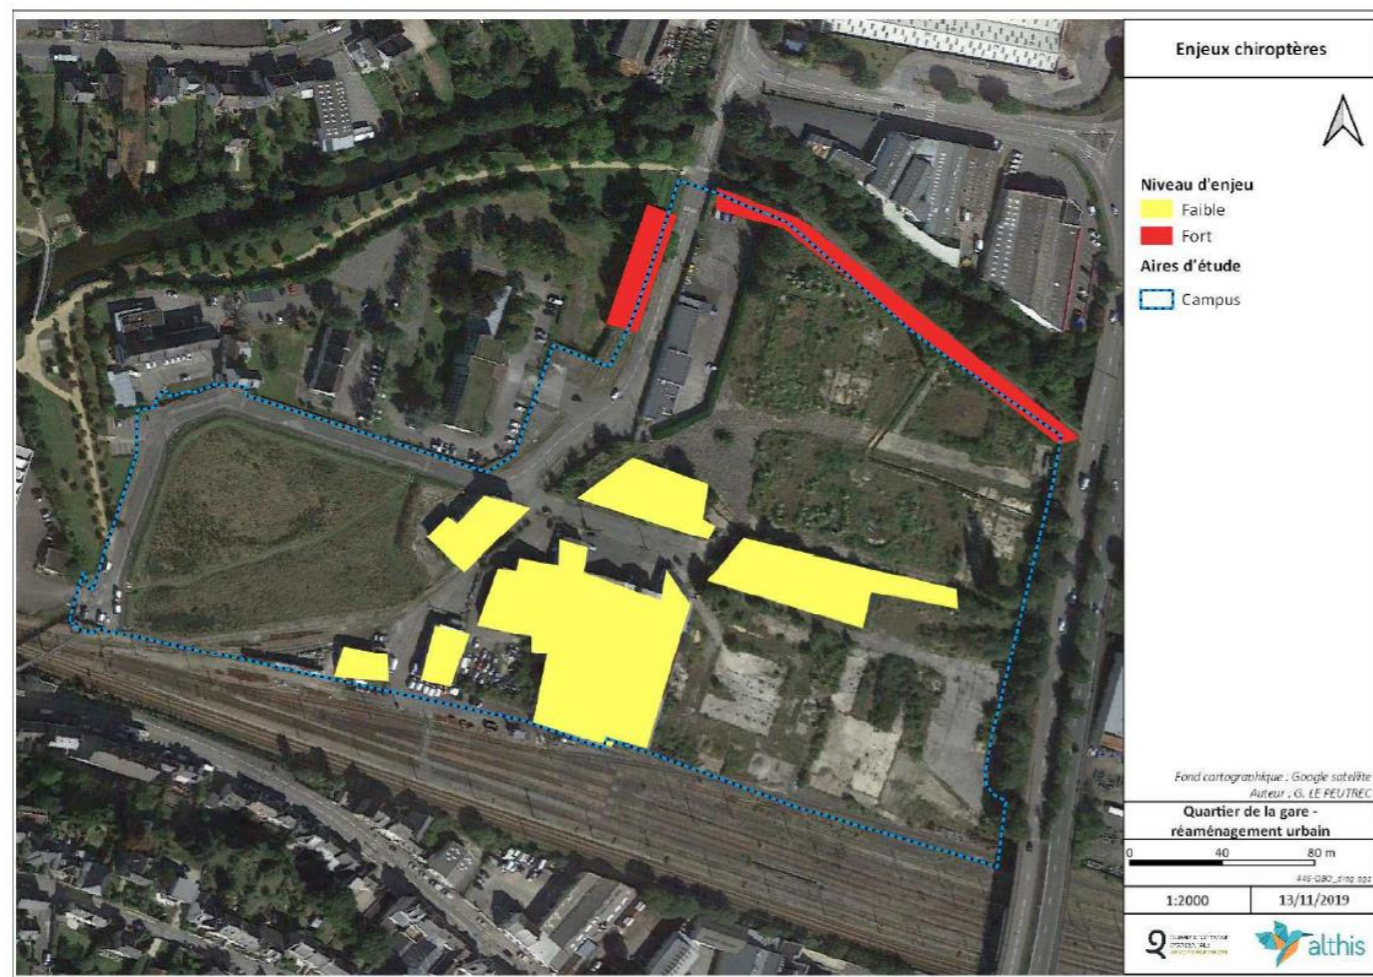 Enjeux chiroptères
Niveau d'enjeu
Faible
Fort
Aires d'étude
Campus
Fond cartographique : Google satellite
Auteur : G. LE PEUTREC
Quartier de la gare -
réaménagement urbain
0 40 80 m
1:2000 13/11/2019
althis